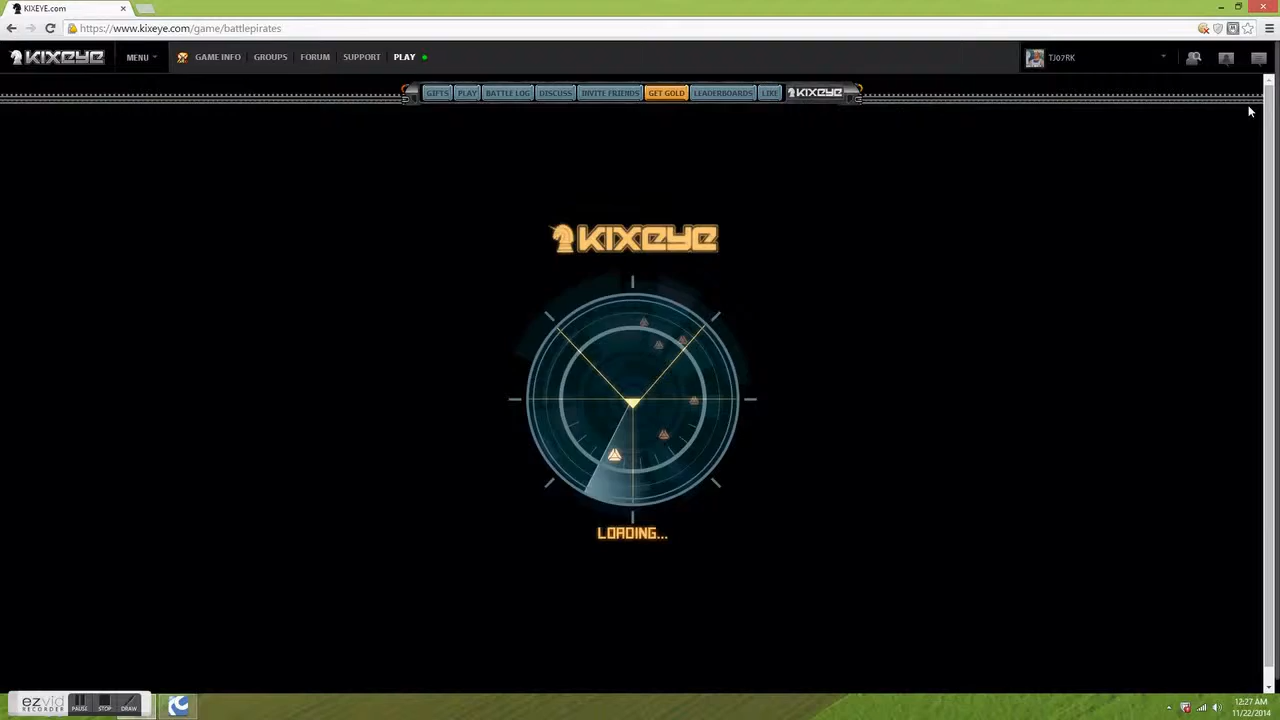 KIXEYE.com
https://www.kixeye.com/game/battlepirates
KIXEYE MENU GAME INFO GROUPS FORUM SUPPORT PLAY TJO7RK
GIFTS PLAY BATTLE LOG DISCUSS INVITE FRIENDS GET GOLD LEADERBOARDS LIKE KIXEYE
KIXEYE
LOADING...
ezvid
RECORDER
PAUSE STOP DRAW
12:27 AM
11/22/2014